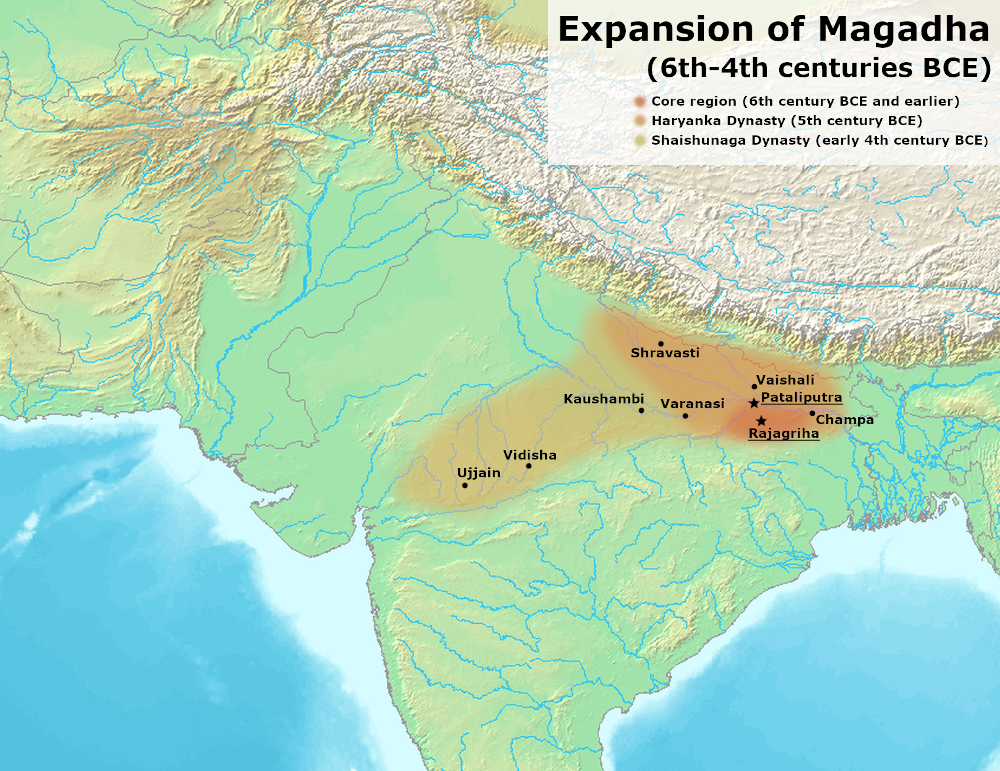 Expansion of Magadha
(6th-4th centuries BCE)
Core region (6th century BCE and earlier)
Haryanka Dynasty (5th century BCE)
Shaishunaga Dynasty (early 4th century BCE)
Shravasti
Vaishali
Pataliputra
Kaushambi
Varanasi
Champa
Rajagriha
Vidisha
Ujjain